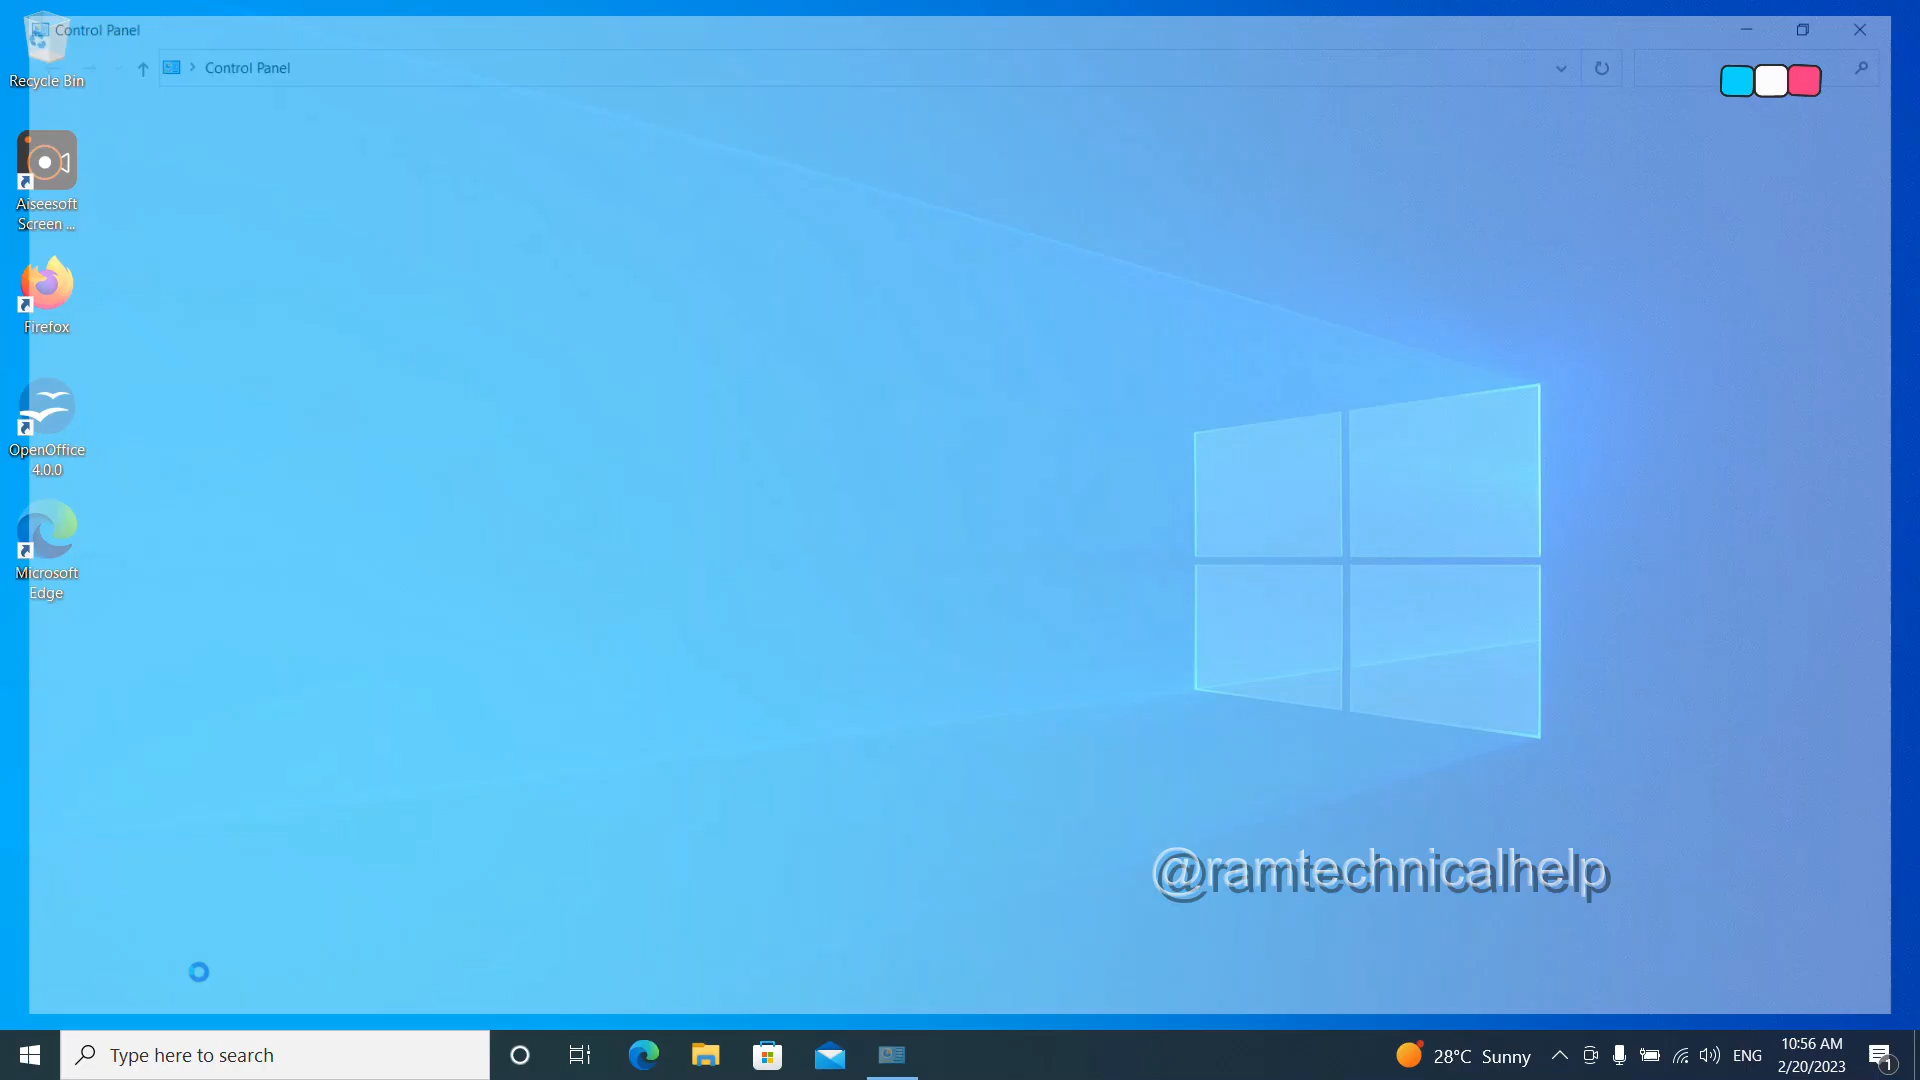 Control Panel
Control Panel
Recycle Bin
Aiseesoft
Screen ...
Firefox
OpenOffice
4.0.0
Microsoft
Edge
@ramtechnicalhelp
Type here to search
28°C Sunny
ENG
10:56 AM
2/20/2023
1